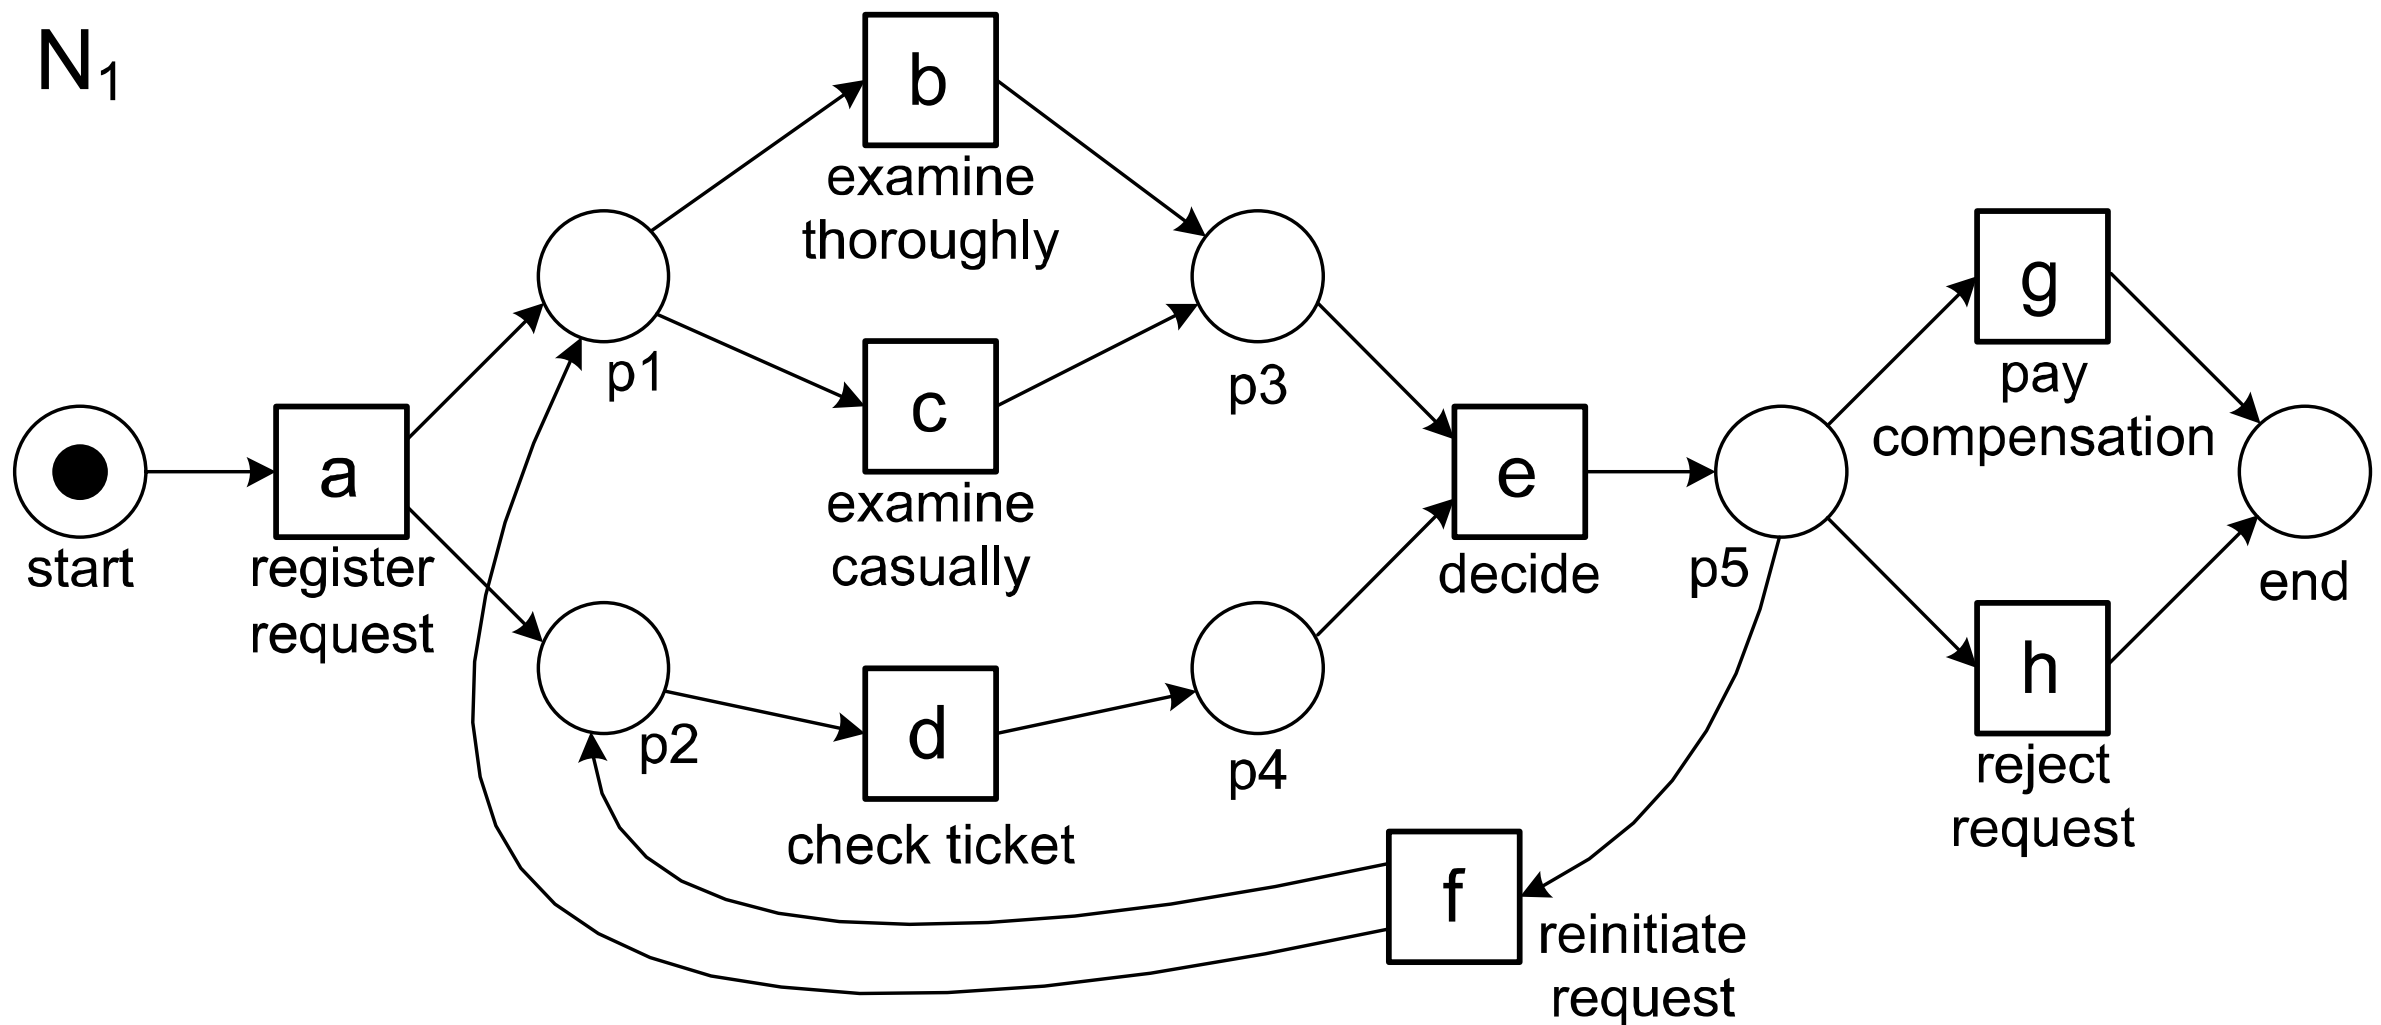 N1
b
examine
thoroughly
p1
c
examine
casually
p3
g
pay
compensation
start
a
register
request
e
decide
p5
end
p2
d
check ticket
p4
h
reject
request
f
reinitiate
request